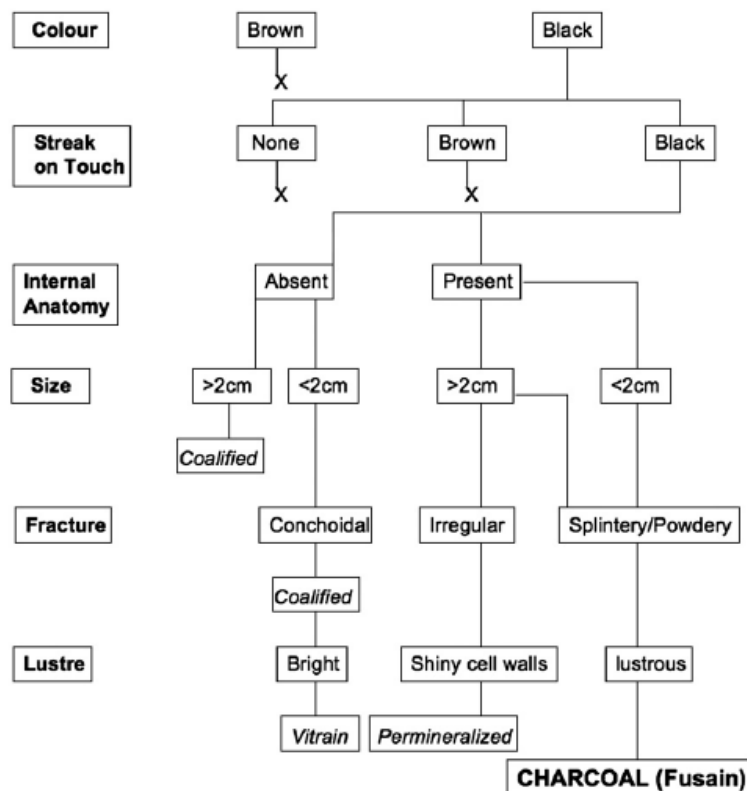 Colour Brown Black
X
Streak None Brown Black
on Touch
X X
Internal Absent Present
Anatomy
Size >2cm <2cm >2cm <2cm
Coalified
Fracture Conchoidal Irregular Splintery/Powdery
Coalified
Lustre Bright Shiny cell walls lustrous
Vitrain Permineralized
CHARCOAL (Fusain)